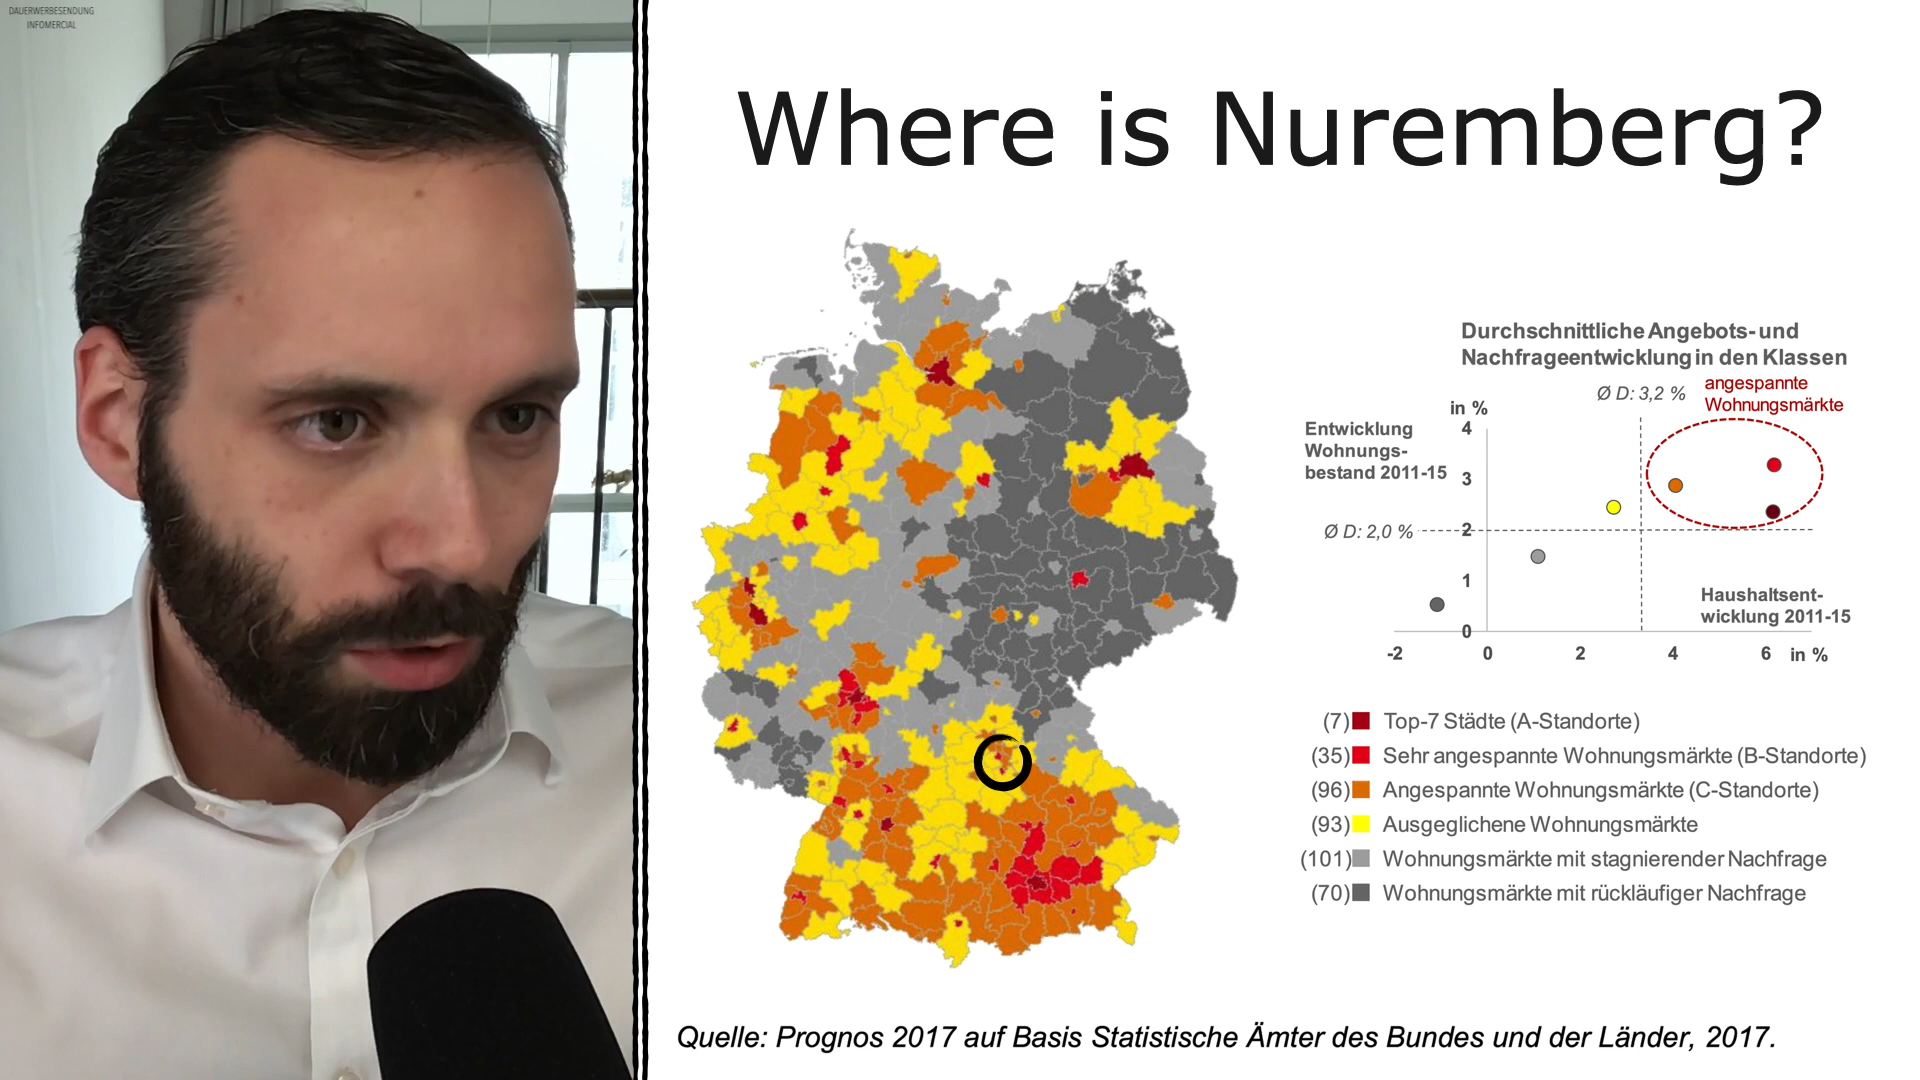 DAUERWERBESENDUNG
INFOMERCIAL
Where is Nuremberg?
Durchschnittliche Angebots- und
Nachfrageentwicklung in den Klassen
Ø D: 3,2 %
angespannte
Wohnungsmärkte
in %
Entwicklung
Wohnungs-
bestand 2011-15
4
3
Ø D: 2,0 %
2
1
0
Haushaltsent-
wicklung 2011-15
-2
0
2
4
6
in %
(7) Top-7 Städte (A-Standorte)
(35) Sehr angespannte Wohnungsmärkte (B-Standorte)
(96) Angespannte Wohnungsmärkte (C-Standorte)
(93) Ausgeglichene Wohnungsmärkte
(101) Wohnungsmärkte mit stagnierender Nachfrage
(70) Wohnungsmärkte mit rückläufiger Nachfrage
Quelle: Prognos 2017 auf Basis Statistische Ämter des Bundes und der Länder, 2017.